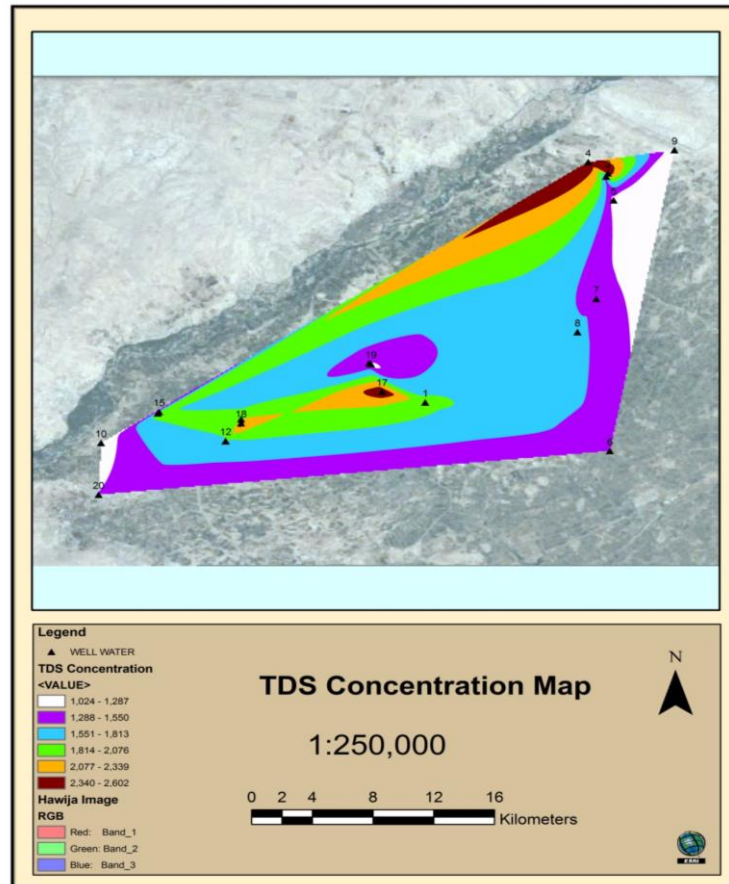 4
9
7
8
19
17
1
15
18
12
10
6
20
Legend
WELL WATER
TDS Concentration
<VALUE>
1,024 - 1,287
1,288 - 1,550
1,551 - 1,813
1,814 - 2,076
2,077 - 2,339
2,340 - 2,602
Hawija Image
RGB
Red: Band_1
Green: Band_2
Blue: Band_3
TDS Concentration Map
1:250,000
0 2 4 8 12 16
Kilometers
N
ESRI